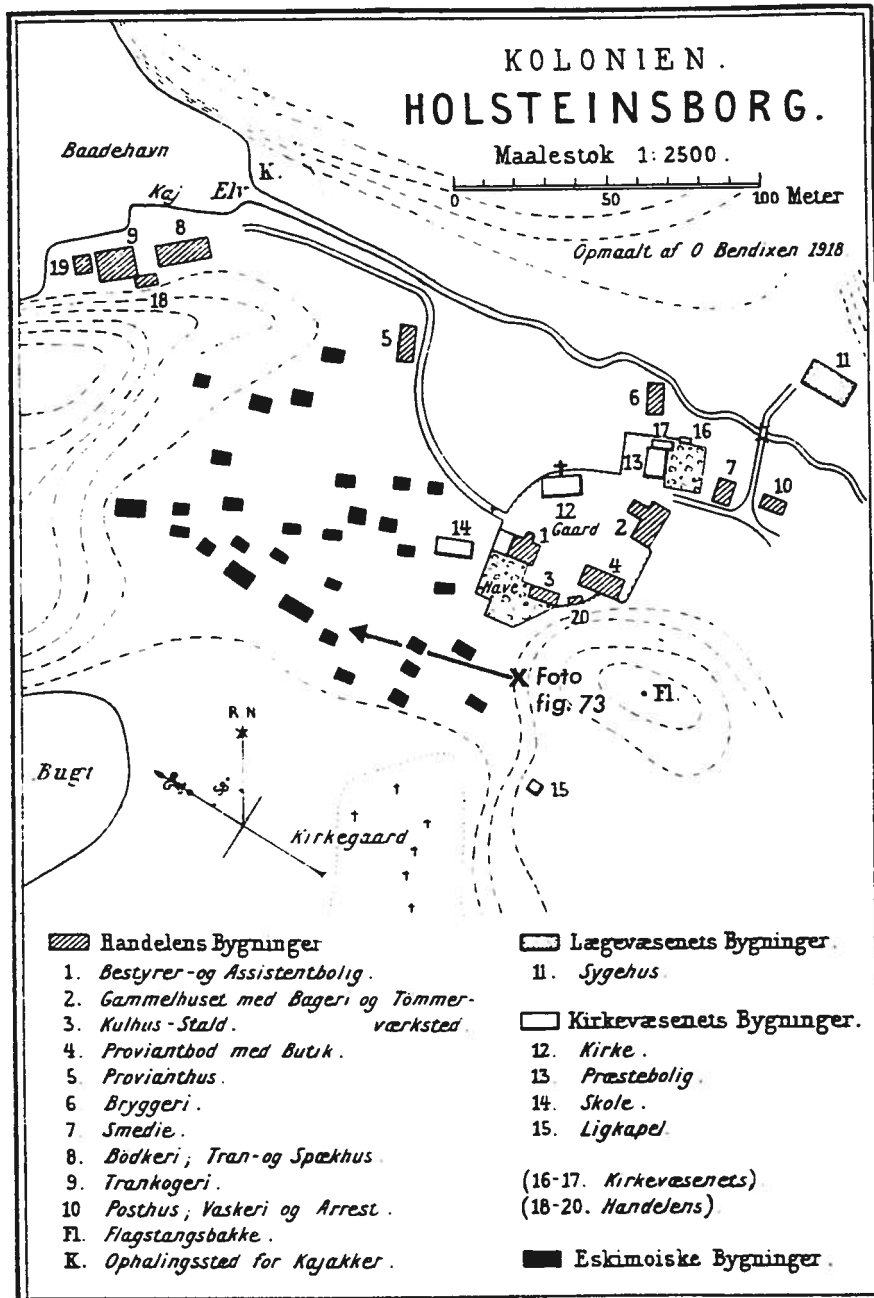 KOLONIEN.
HOLSTEINSBORG.
Maalestok 1:2500.
0 50 100 Meter
Opmaalt af O Bendixen 1918
Baadehavn
Kaj Elv K.
9 8
19 18
5
11
6
17 16
13 7
10
12
Gaard
2
14 1
Have 3 4
20
X Foto
fig. 73
Fl.
15
R N
Bugt
Kirkegaard
Handelens Bygninger
1. Bestyrer-og Assistentbolig.
2. Gammelhuset med Bageri og Tömmer-
værksted
3. Kulhus-Stald.
4. Proviantbod med Butik.
5. Provianthus.
6 Bryggeri.
7. Smedie.
8. Bödkeri; Tran-og Spækhus
9. Trankogeri.
10 Posthus; Vaskeri og Arrest.
Fl. Flagstangsbakke.
K. Ophalingssted for Kajakker.
Lægevæsenets Bygninger.
11. Sygehus
Kirkevæsenets Bygninger.
12. Kirke.
13. Præstebolig.
14. Skole.
15. Ligkapel.
(16-17. Kirkevæsenets)
(18-20. Handelens)
Eskimoiske Bygninger.